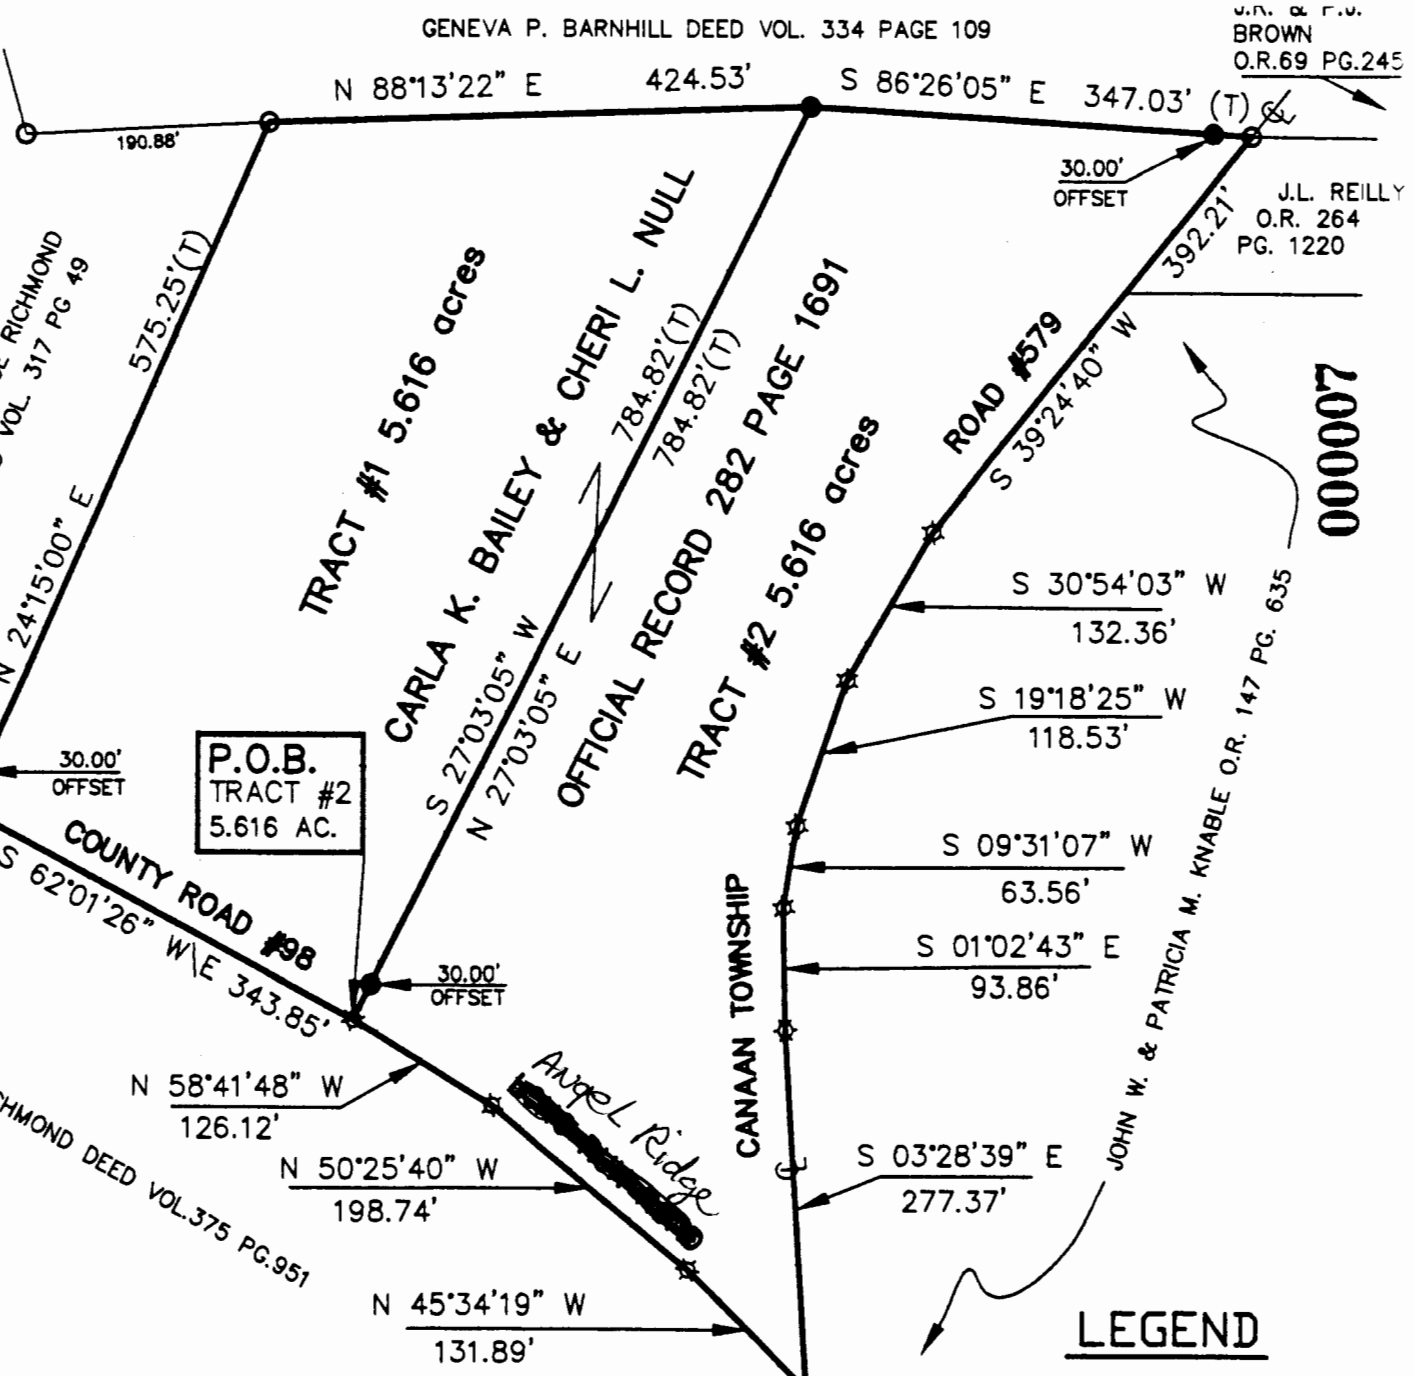 GENEVA P. BARNHILL DEED VOL. 334 PAGE 109
J.R. & P.J.
BROWN
O.R.69 PG.245
N 88°13'22" E 424.53'
S 86°26'05" E 347.03' (T)
190.88'
30.00'
OFFSET
J.L. REILLY
O.R. 264
PG. 1220
392.21'
S 39°24'40" W
ROAD #579
RICHMOND
VOL. 317 PG 49
575.25'(T)
N 24°15'00" E
TRACT #1 5.616 acres
CARLA K. BAILEY & CHERI L. NULL
784.82'(T)
784.82'(T)
S 27°03'05" W
N 27°03'05" E
OFFICIAL RECORD 282 PAGE 1691
TRACT #2 5.616 acres
000007
S 30°54'03" W
132.36'
S 19°18'25" W
118.53'
S 09°31'07" W
63.56'
S 01°02'43" E
93.86'
S 03°28'39" E
277.37'
JOHN W. & PATRICIA M. KNABLE O.R. 147 PG. 635
CANAAN TOWNSHIP
30.00'
OFFSET
P.O.B.
TRACT #2
5.616 AC.
COUNTY ROAD #98
S 62°01'26" W\E 343.85'
30.00'
OFFSET
N 58°41'48" W
126.12'
Angel Ridge
N 50°25'40" W
198.74'
CHMOND DEED VOL.375 PG.951
N 45°34'19" W
131.89'
LEGEND